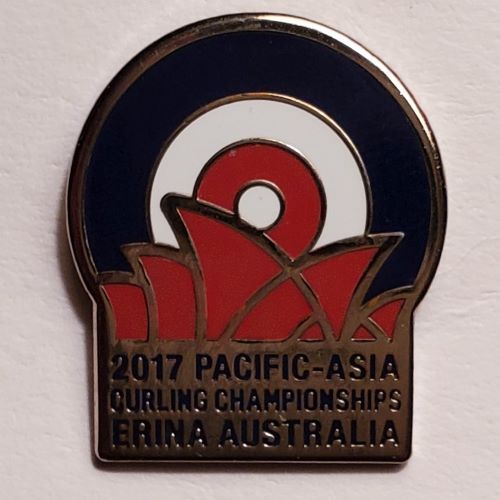 2017 PACIFIC-ASIA
CURLING CHAMPIONSHIPS
ERINA AUSTRALIA